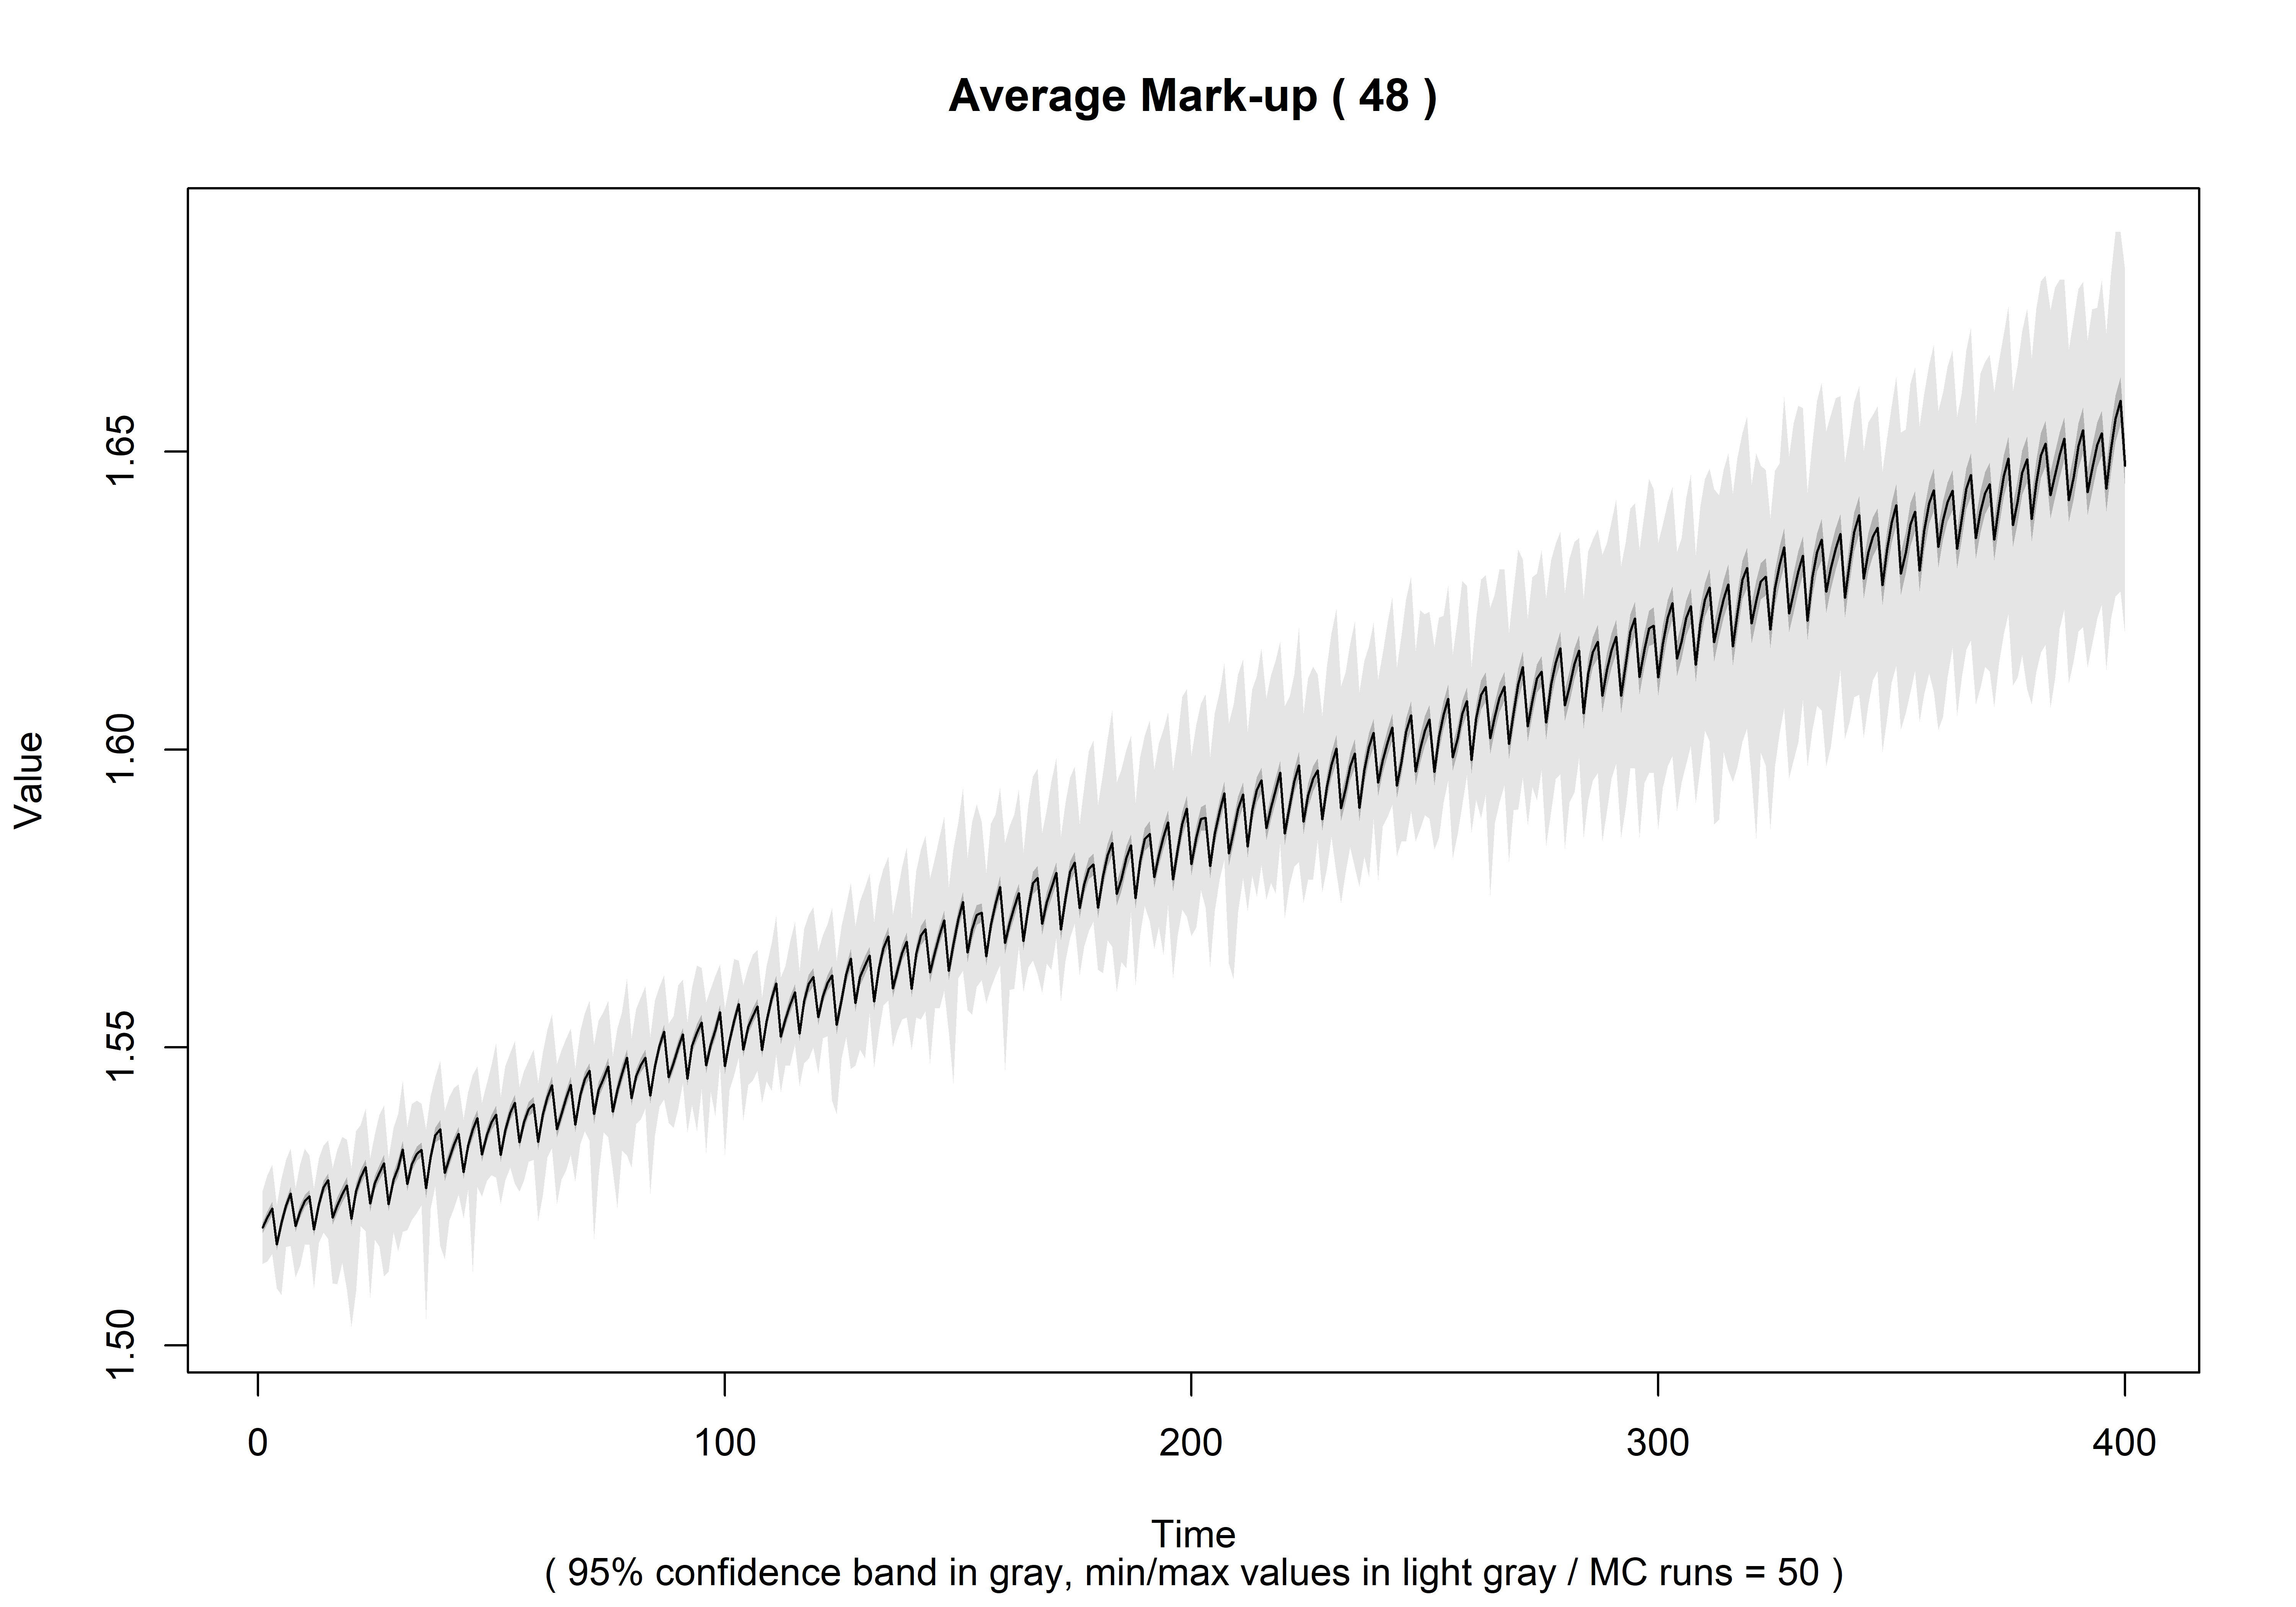 Average Mark-up ( 48 )
Value
1.65
1.60
1.55
1.50
0 100 200 300 400
Time
( 95% confidence band in gray, min/max values in light gray / MC runs = 50 )